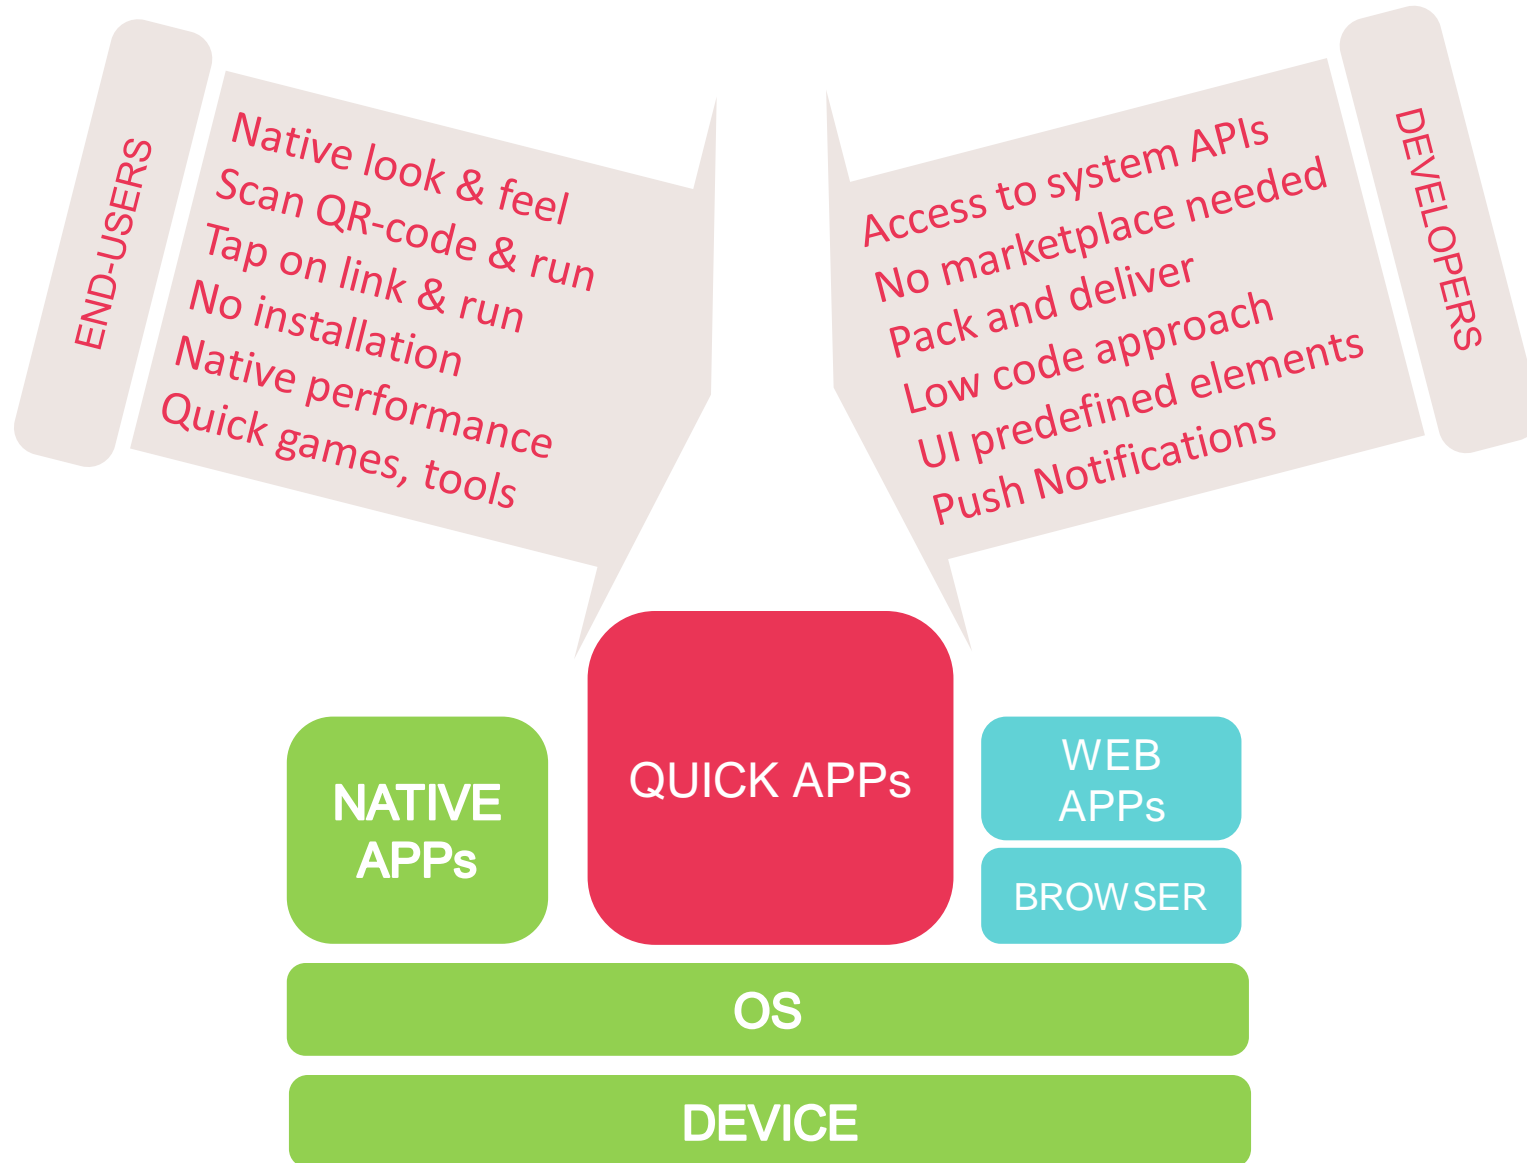 END-USERS
Native look & feel
Scan QR-code & run
Tap on link & run
No installation
Native performance
Quick games, tools
Access to system APIs
No marketplace needed
Pack and deliver
Low code approach
UI predefined elements
Push Notifications
DEVELOPERS
NATIVE
APPs
QUICK APPs
WEB
APPs
BROWSER
OS
DEVICE